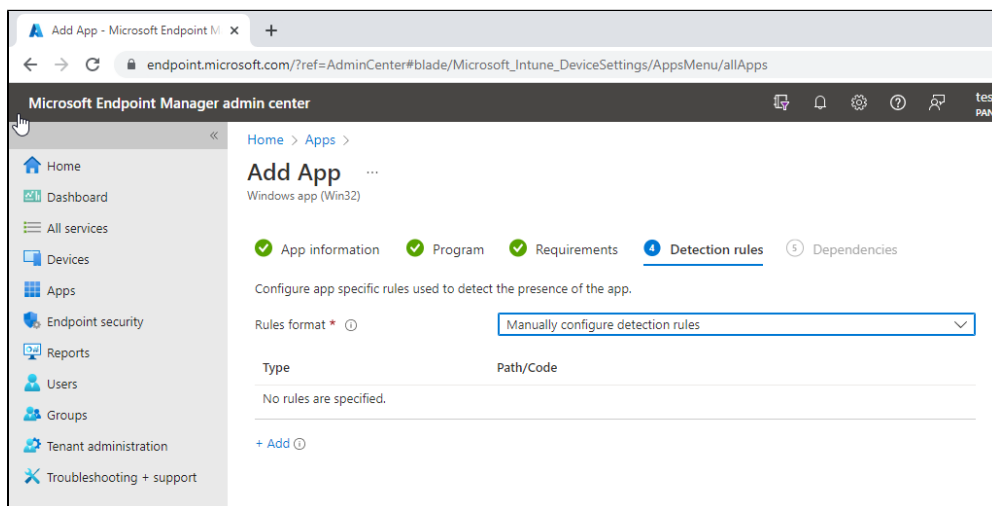 Add App - Microsoft Endpoint M
endpoint.microsoft.com/?ref=AdminCenter#blade/Microsoft_Intune_DeviceSettings/AppsMenu/allApps
Microsoft Endpoint Manager admin center
tes
PAN
Home > Apps >
Home
Add App ...
Dashboard
Windows app (Win32)
All services
App information Program Requirements 4 Detection rules 5 Dependencies
Devices
Apps
Configure app specific rules used to detect the presence of the app.
Endpoint security
Rules format * Manually configure detection rules
Reports
Type Path/Code
Users
No rules are specified.
Groups
Tenant administration
+ Add
Troubleshooting + support